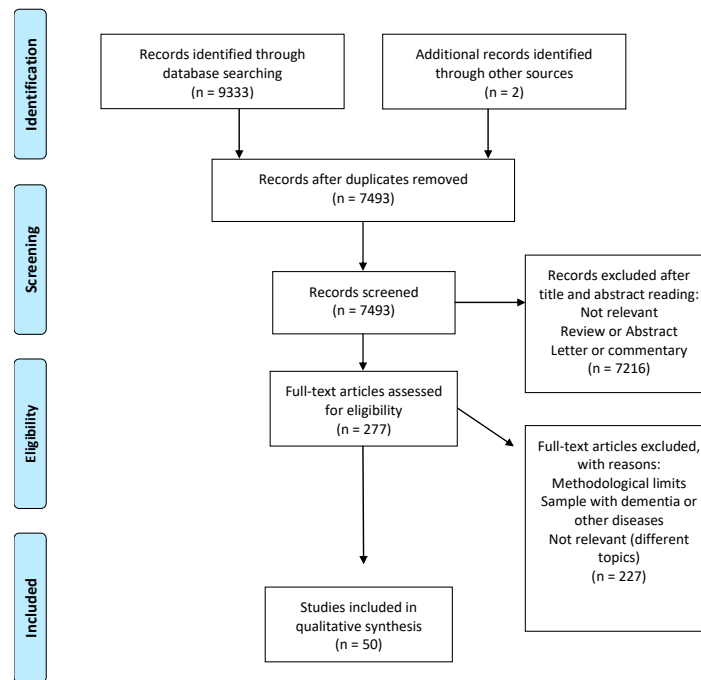 Identification
Records identified through
database searching
(n = 9333)
Additional records identified
through other sources
(n = 2)
Records after duplicates removed
(n = 7493)
Screening
Records screened
(n = 7493)
Records excluded after
title and abstract reading:
Not relevant
Review or Abstract
Letter or commentary
(n = 7216)
Eligibility
Full-text articles assessed
for eligibility
(n = 277)
Full-text articles excluded,
with reasons:
Methodological limits
Sample with dementia or
other diseases
Not relevant (different
topics)
(n = 227)
Included
Studies included in
qualitative synthesis
(n = 50)